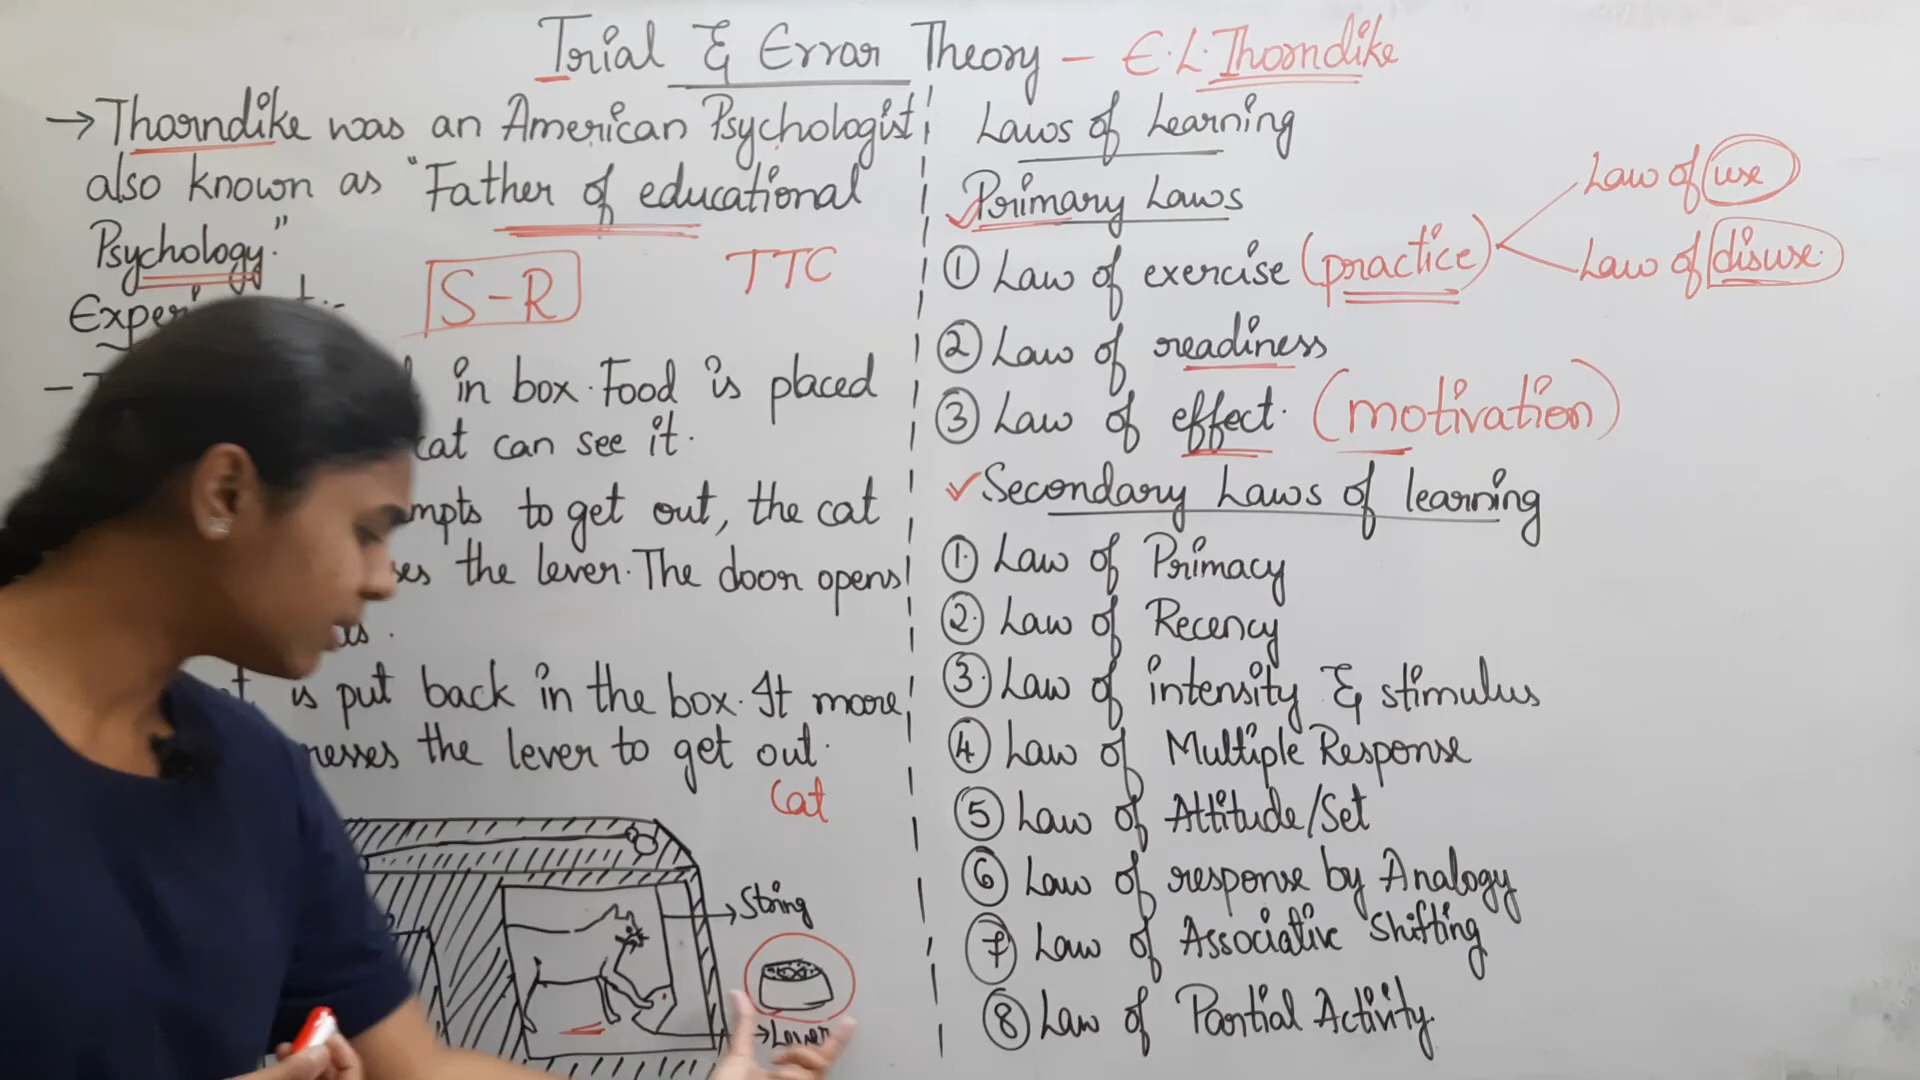 Trial & Error Theory - E.L.Thorndike
→ Thorndike was an American Psychologist
also known as "Father of educational
Psychology."
S-R TTC
in box. Food is placed
cat can see it.
to get out, the cat
the lever. The door opens
is put back in the box. It more
the lever to get out.
Cat
String
Lever
Laws of Learning
Primary Laws
① Law of exercise (practice)
Law of use
Law of disuse.
② Law of readiness
③ Law of effect. (motivation)
✓ Secondary Laws of learning
①. Law of Primacy
②. Law of Recency
③. Law of intensity & stimulus
④ Law of Multiple Response
⑤ Law of Attitude/Set
⑥ Law of response by Analogy
⑦ Law of Associative Shifting
⑧ Law of Partial Activity.